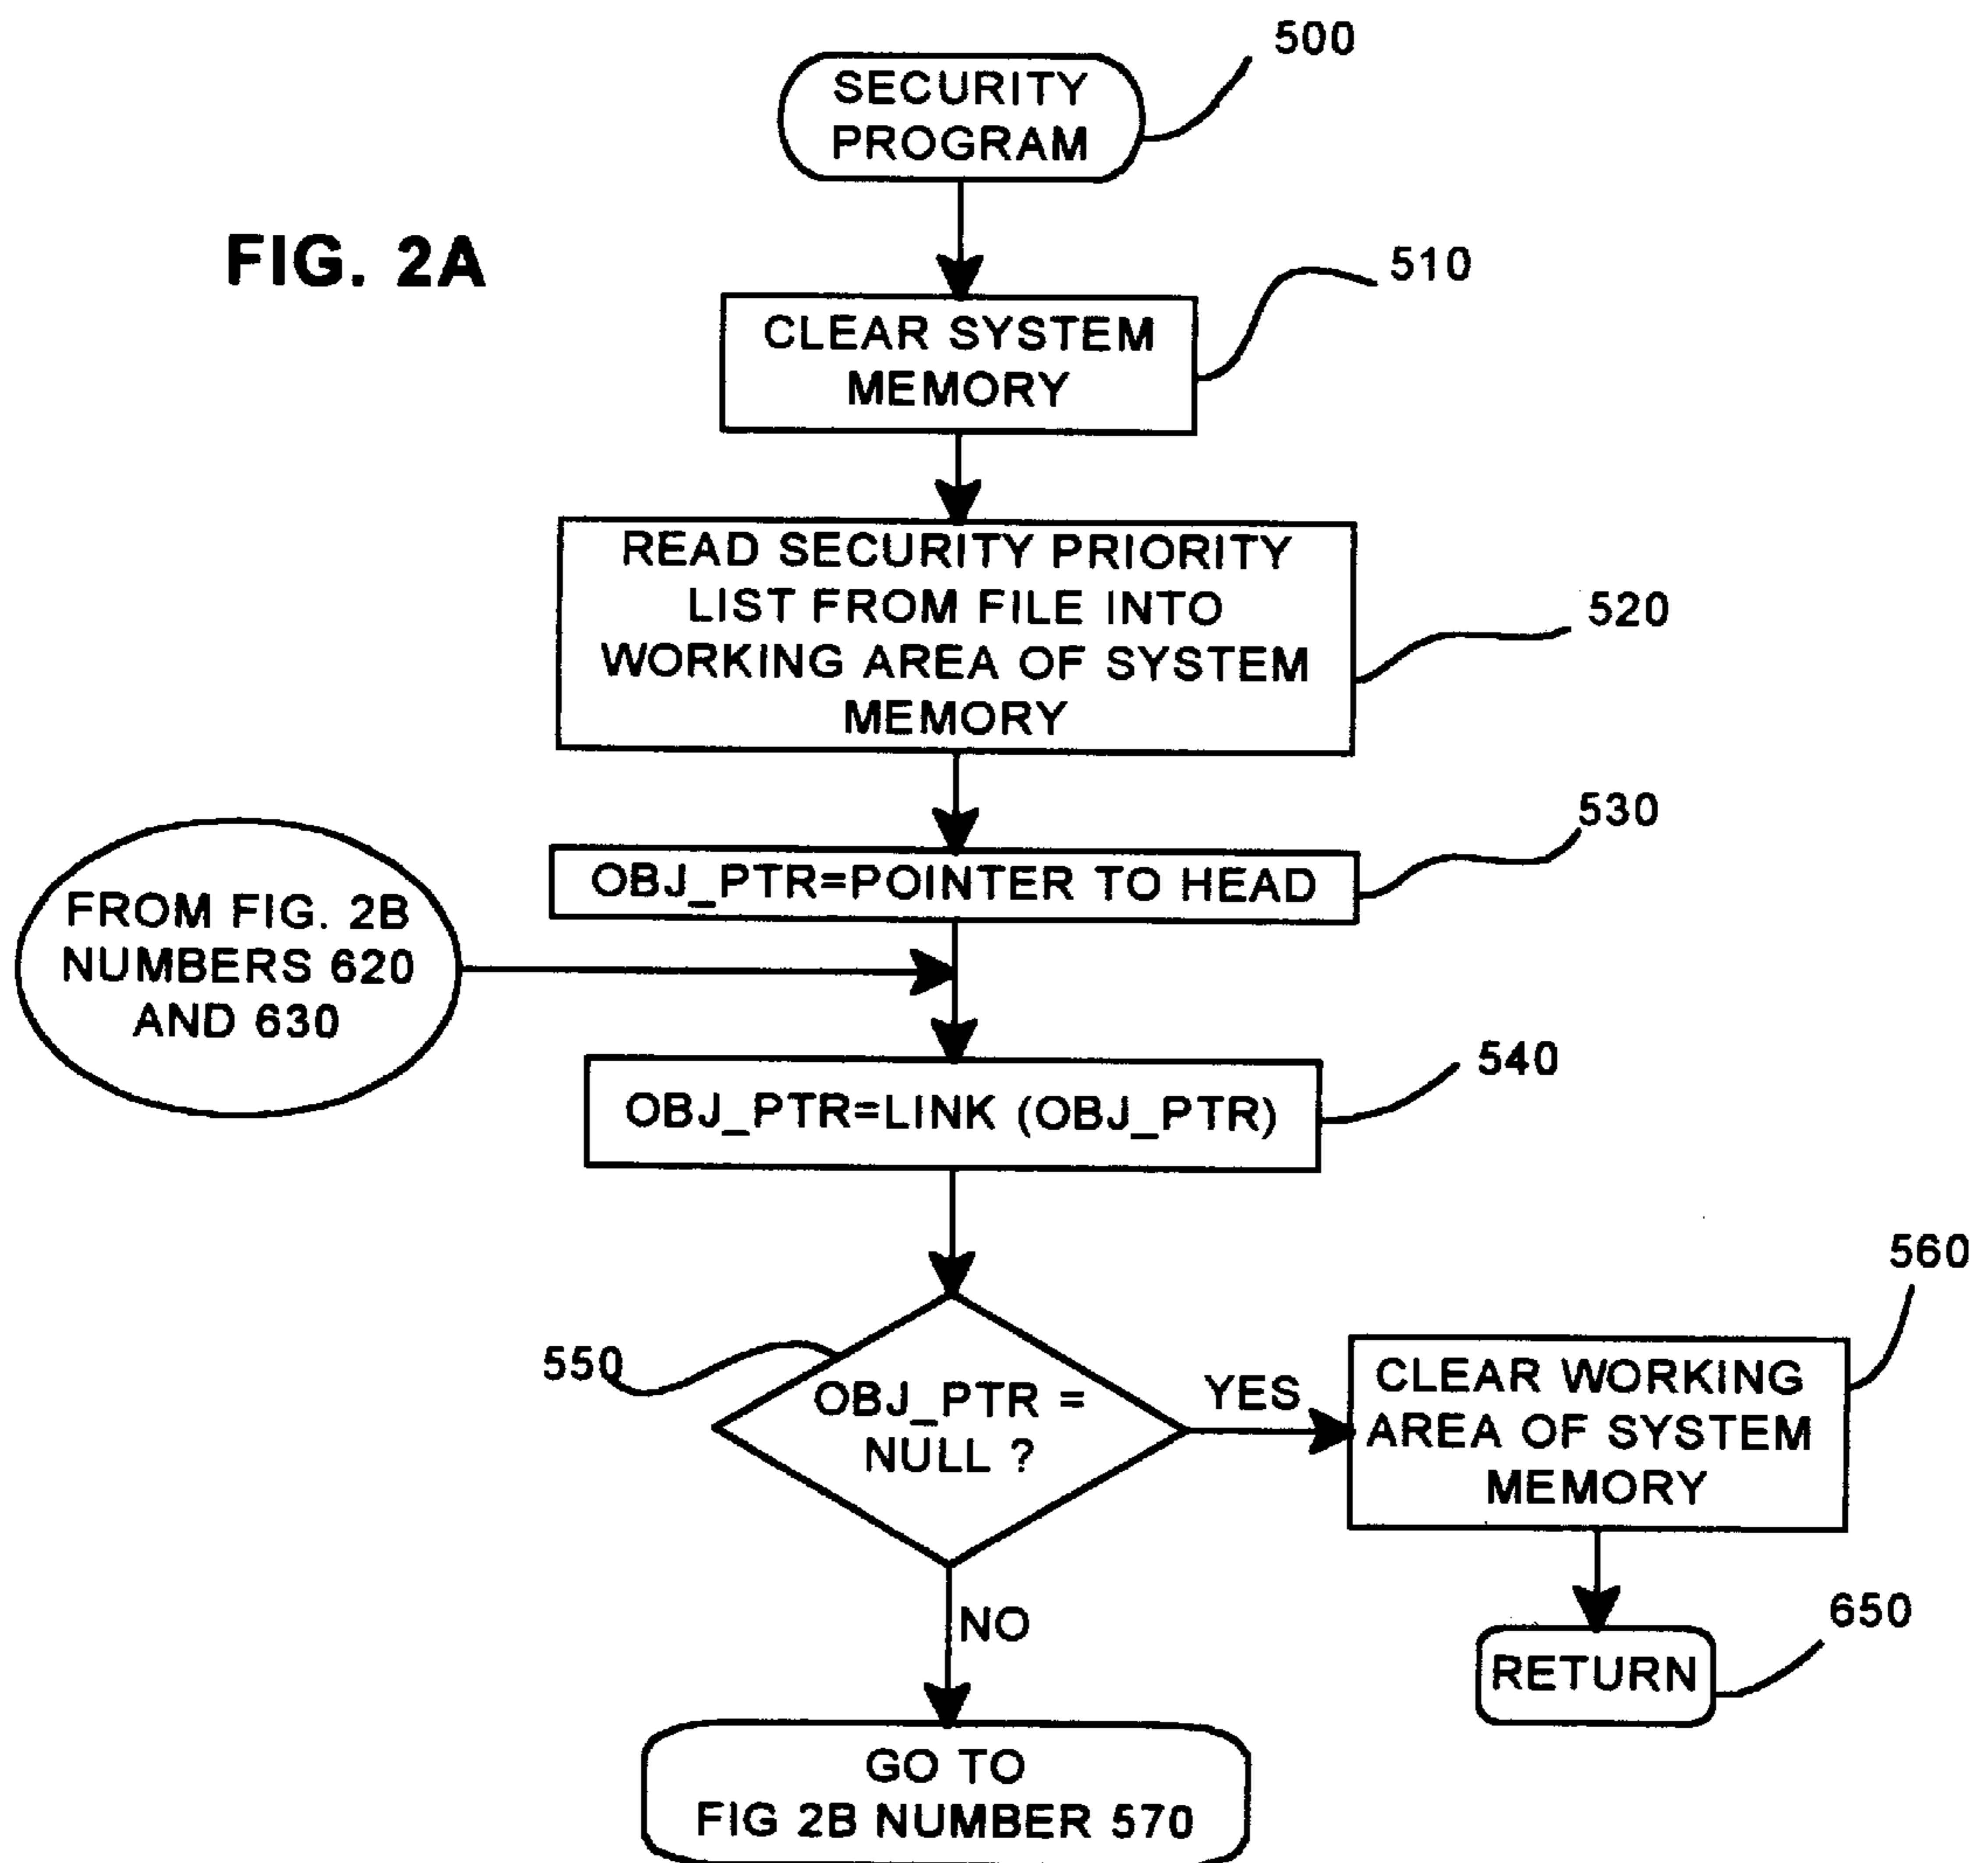 500
SECURITY
PROGRAM
FIG. 2A
510
CLEAR SYSTEM
MEMORY
READ SECURITY PRIORITY
LIST FROM FILE INTO
WORKING AREA OF SYSTEM
MEMORY
520
530
OBJ_PTR=POINTER TO HEAD
FROM FIG. 2B
NUMBERS 620
AND 630
540
OBJ_PTR=LINK (OBJ_PTR)
560
550
OBJ_PTR =
NULL ?
YES
CLEAR WORKING
AREA OF SYSTEM
MEMORY
NO
650
RETURN
GO TO
FIG 2B NUMBER 570